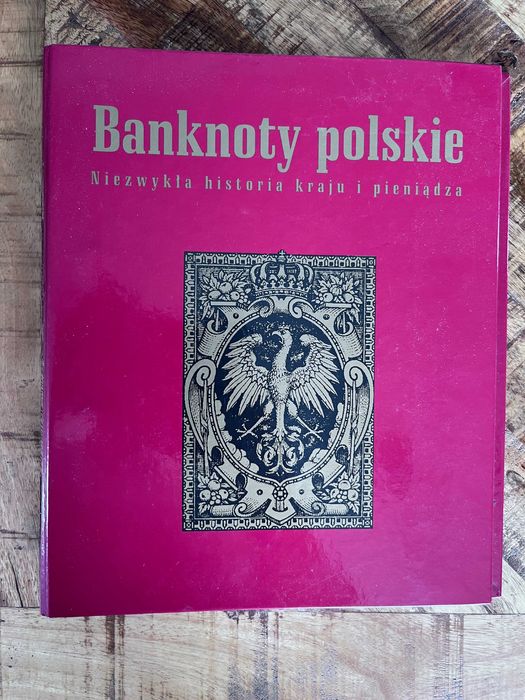 Banknoty polskie
Niezwykła historia kraju i pieniądza